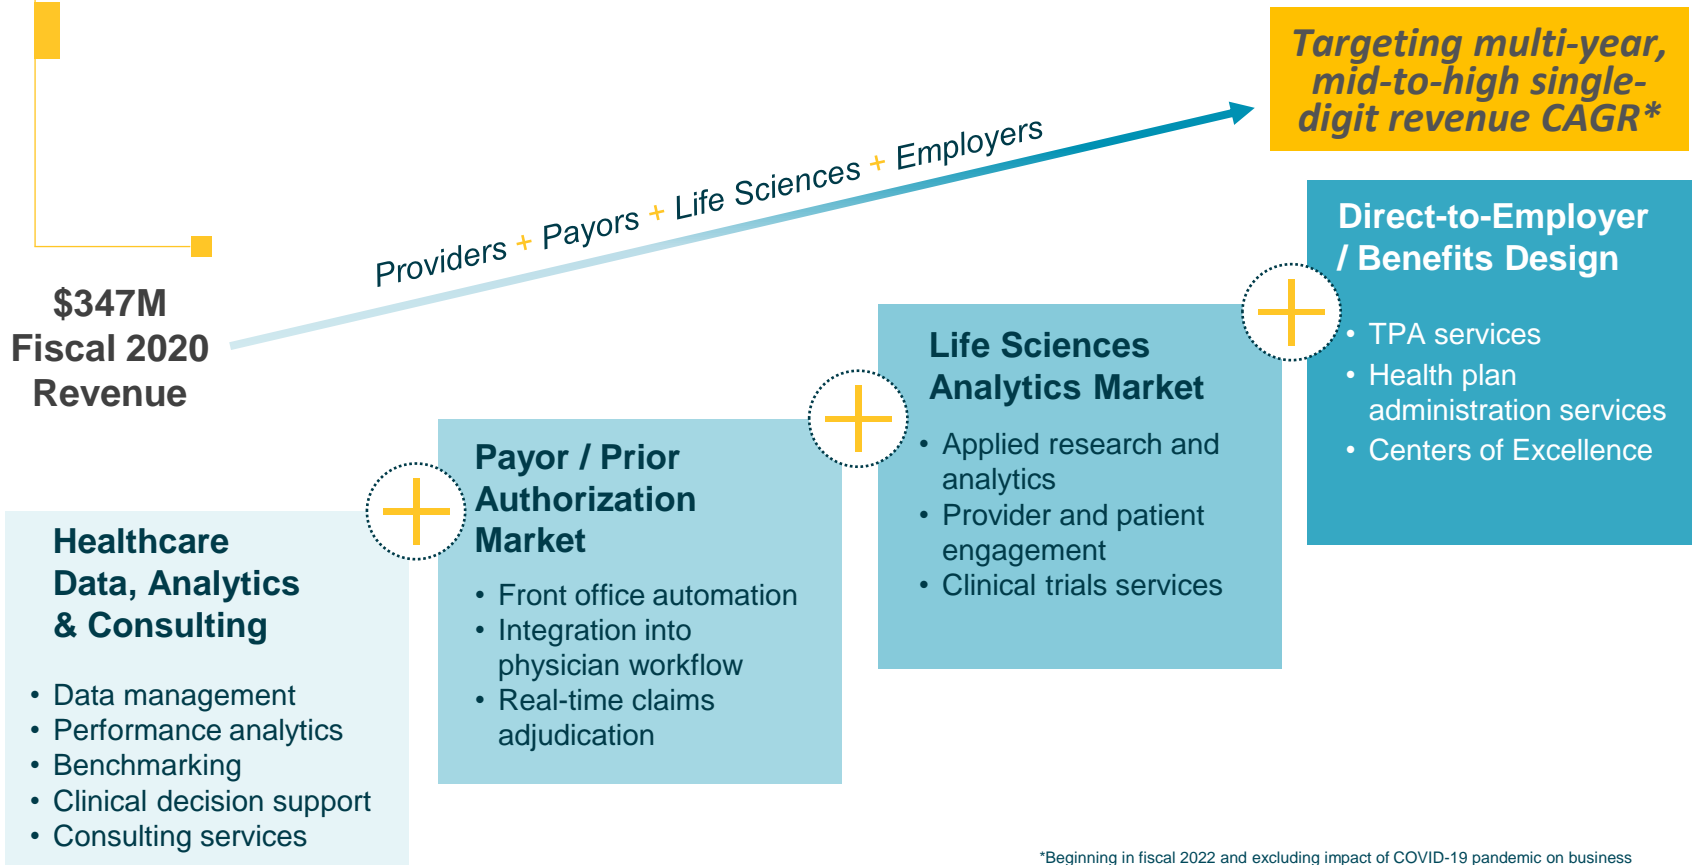 Targeting multi-year,
mid-to-high single-
digit revenue CAGR*
Providers + Payors + Life Sciences + Employers
$347M
Fiscal 2020
Revenue
Healthcare
Data, Analytics
& Consulting
• Data management
• Performance analytics
• Benchmarking
• Clinical decision support
• Consulting services
Payor / Prior
Authorization
Market
• Front office automation
• Integration into
physician workflow
• Real-time claims
adjudication
Life Sciences
Analytics Market
• Applied research and
analytics
• Provider and patient
engagement
• Clinical trials services
Direct-to-Employer
/ Benefits Design
• TPA services
• Health plan
administration services
• Centers of Excellence
*Beginning in fiscal 2022 and excluding impact of COVID-19 pandemic on business